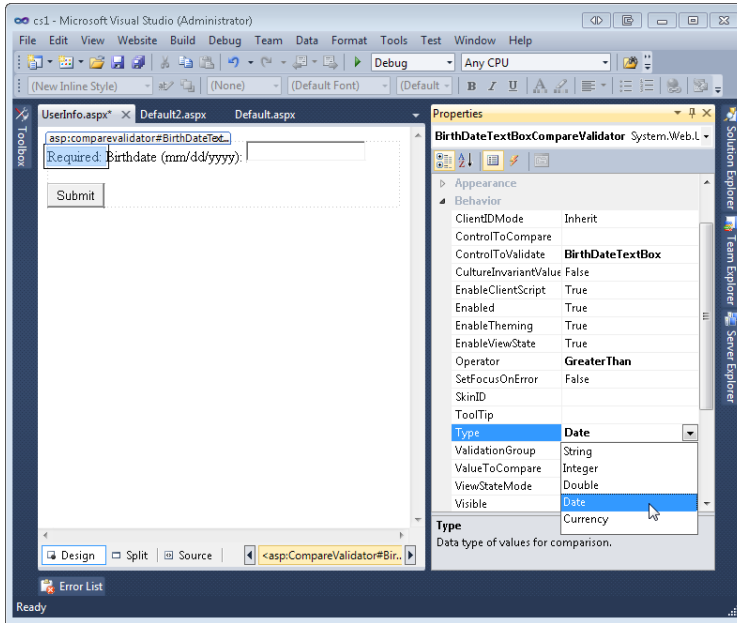 cs1 - Microsoft Visual Studio (Administrator)
File Edit View Website Build Debug Team Data Format Tools Test Window Help
Debug Any CPU
(New Inline Style) (None) (Default Font) (Default B I U A
UserInfo.aspx* Default2.aspx Default.aspx
Toolbox
asp:comparevalidator#BirthDateText...
Required: Birthdate (mm/dd/yyyy):
Submit
Design Split Source <asp:CompareValidator#Bir...
Properties
BirthDateTextBoxCompareValidator System.Web.L
Appearance
Behavior
ClientIDMode Inherit
ControlToCompare
ControlToValidate BirthDateTextBox
CultureInvariantValue False
EnableClientScript True
Enabled True
EnableTheming True
EnableViewState True
Operator GreaterThan
SetFocusOnError False
SkinID
ToolTip
Type Date
ValidationGroup String
ValueToCompare Integer
ViewStateMode Double
Visible Date
Currency
Type
Data type of values for comparison.
Solution Explorer
Team Explorer
Server Explorer
Error List
Ready